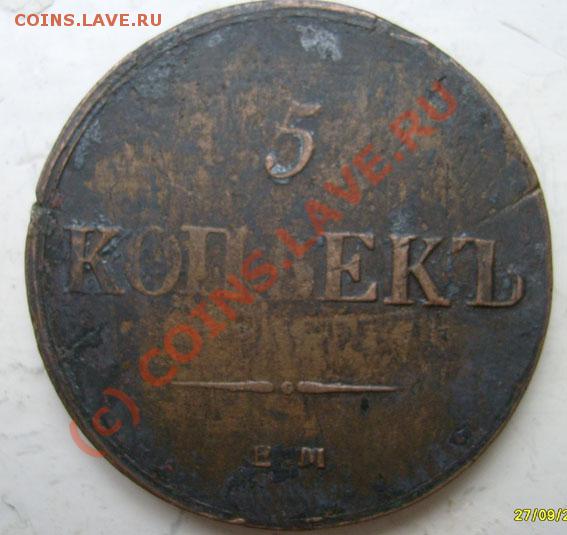 COINS.LAVE.RU
5
КОПѢЕКЪ
ЕМ
(c) COINS.LAVE.RU
27/09/2